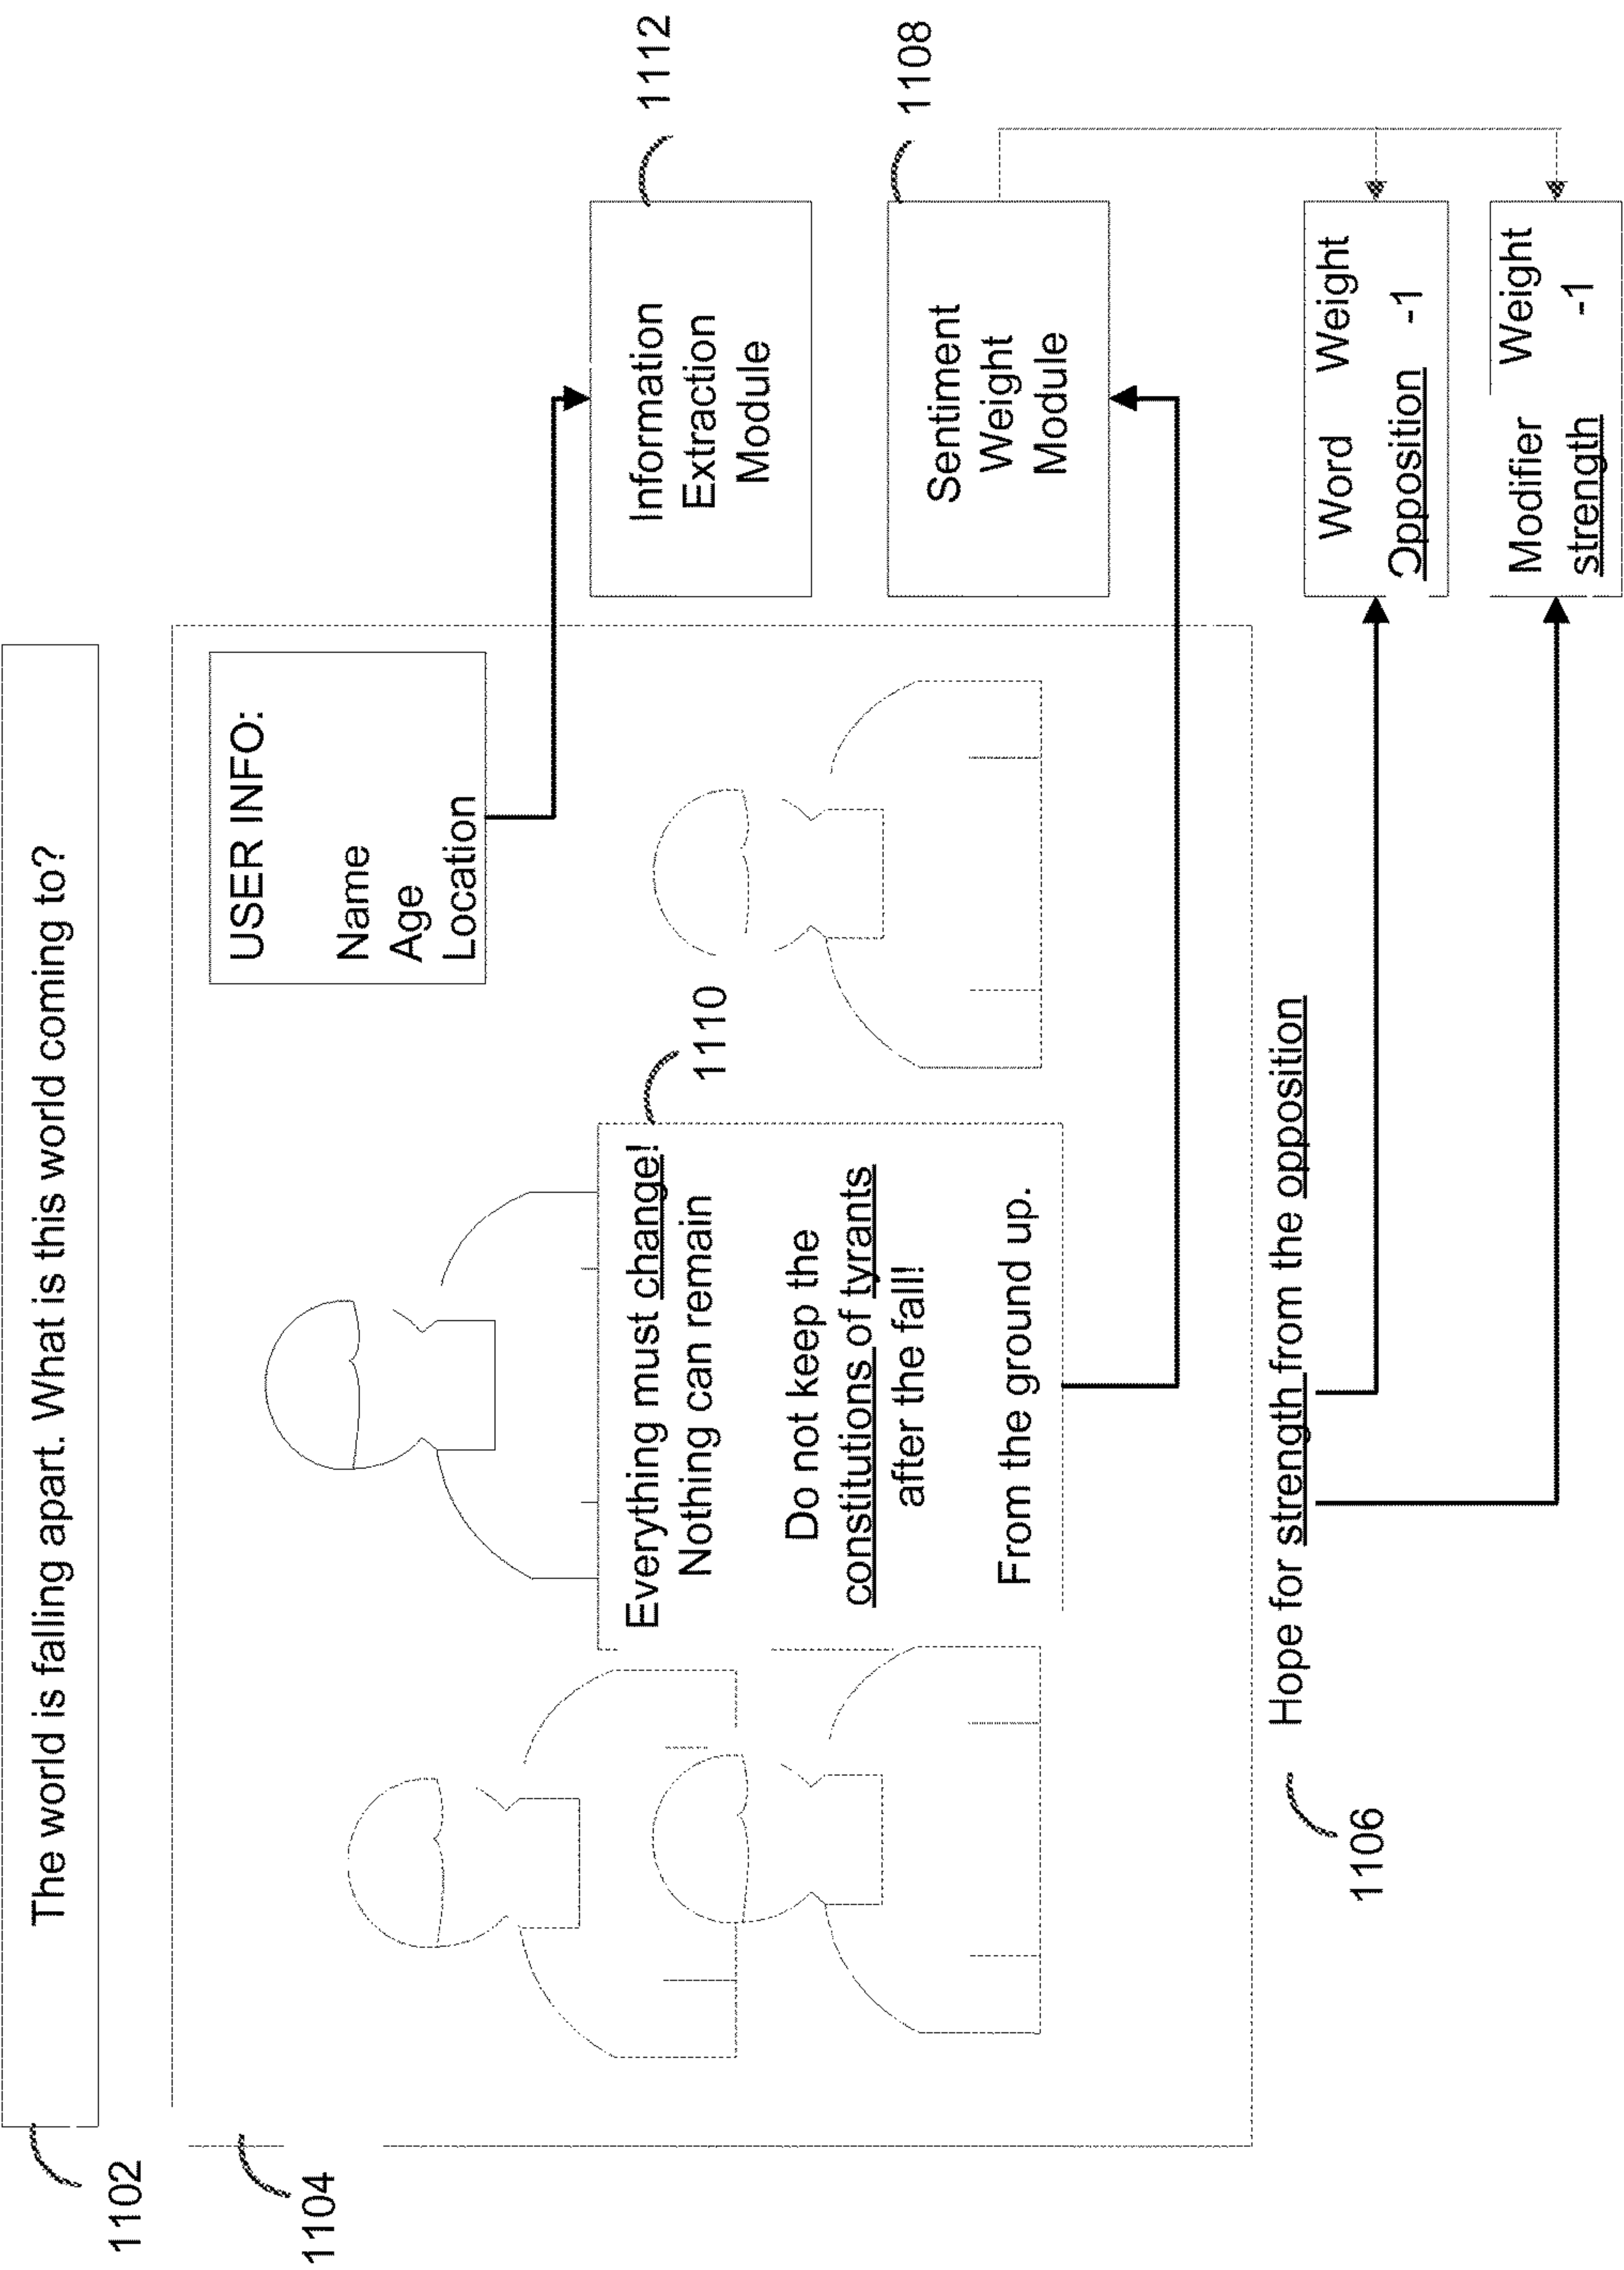 The world is falling apart. What is this world coming to?
1102
1104
USER INFO:
Name
Age
Location
1110
Everything must change!
Nothing can remain
Do not keep the
constitutions of tyrants
after the fall!
From the ground up.
1106
Hope for strength from the opposition
Information
Extraction
Module
1112
Sentiment
Weight
Module
1108
Word Weight
Opposition -1
Modifier Weight
strength -1